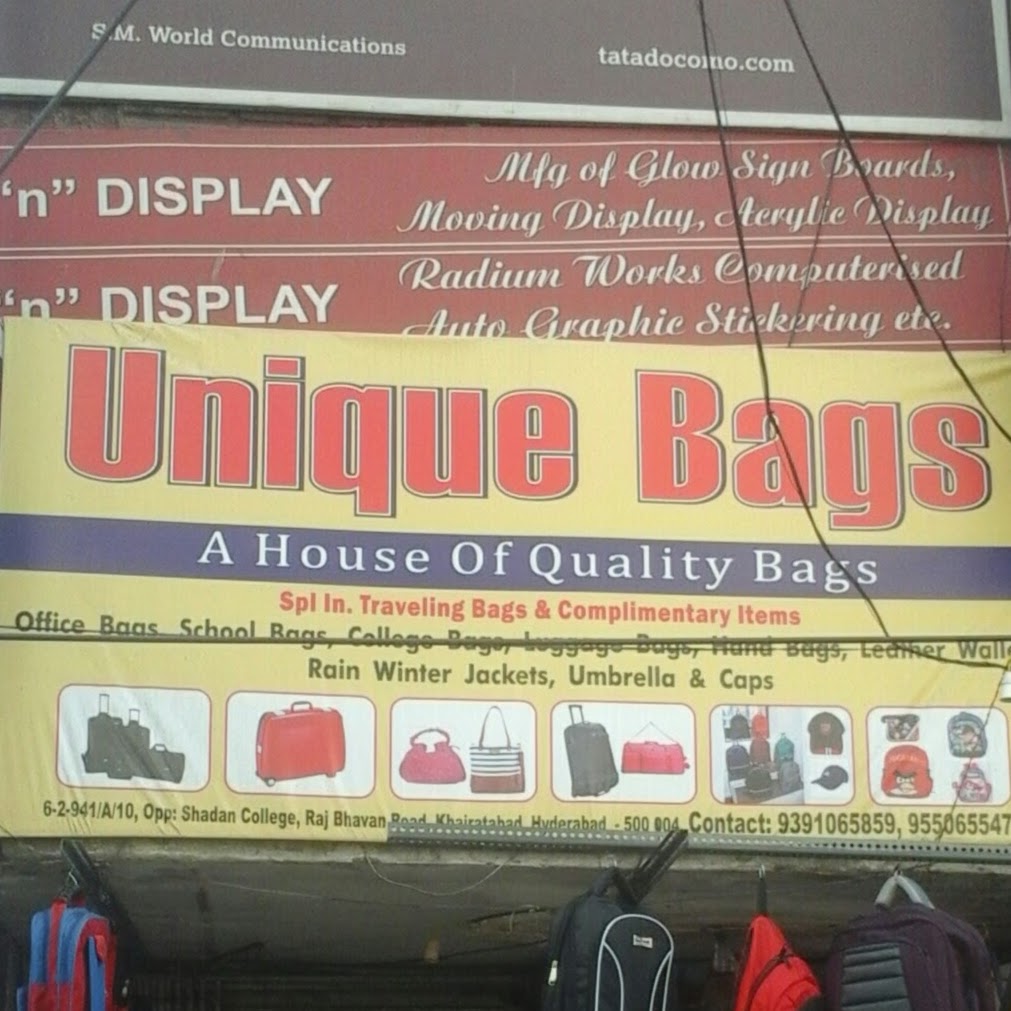 S.M. World Communications
tatadocomo.com
"n" DISPLAY
Mfg of Glow Sign Boards,
Moving Display, Acrylic Display
"n" DISPLAY
Radium Works Computerised
Auto Graphic Stickering etc.
Unique Bags
A House Of Quality Bags
Spl In. Traveling Bags & Complimentary Items
Office Bags, School Bags, College Bags, Luggage Bags, Hand Bags, Leather Wall
Rain Winter Jackets, Umbrella & Caps
6-2-941/A/10, Opp: Shadan College, Raj Bhavan Road, Khairatabad, Hyderabad - 500 004. Contact: 9391065859, 955065547